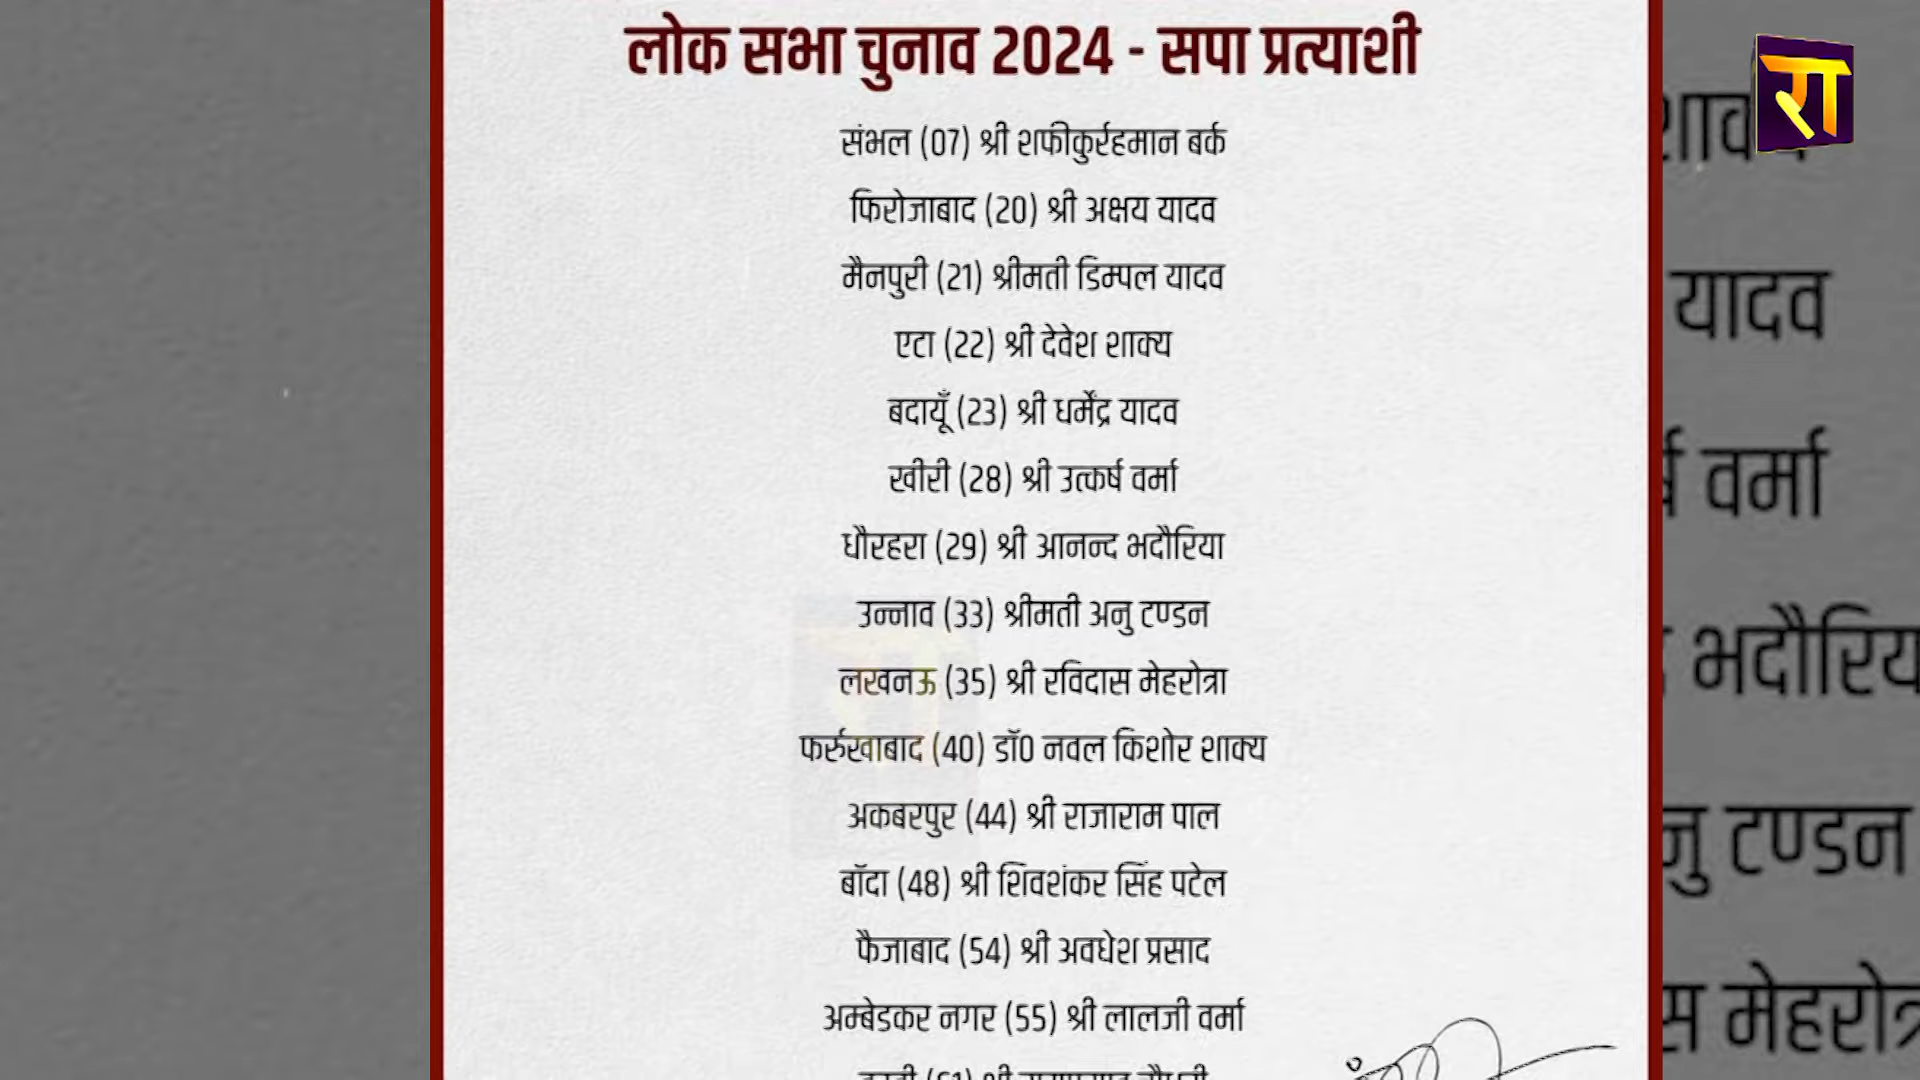 लोक सभा चुनाव 2024 - सपा प्रत्याशी
संभल (07) श्री शफीकुर्रहमान बर्क
फिरोजाबाद (20) श्री अक्षय यादव
मैनपुरी (21) श्रीमती डिम्पल यादव
एटा (22) श्री देवेश शाक्य
बदायूँ (23) श्री धर्मेंद्र यादव
खीरी (28) श्री उत्कर्ष वर्मा
धौरहरा (29) श्री आनन्द भदौरिया
उन्नाव (33) श्रीमती अनु टण्डन
लखनऊ (35) श्री रविदास मेहरोत्रा
फर्रुखाबाद (40) डॉ0 नवल किशोर शाक्य
अकबरपुर (44) श्री राजाराम पाल
बॉदा (48) श्री शिवशंकर सिंह पटेल
फैजाबाद (54) श्री अवधेश प्रसाद
अम्बेडकर नगर (55) श्री लालजी वर्मा
रा
यादव
वर्मा
टण्डन